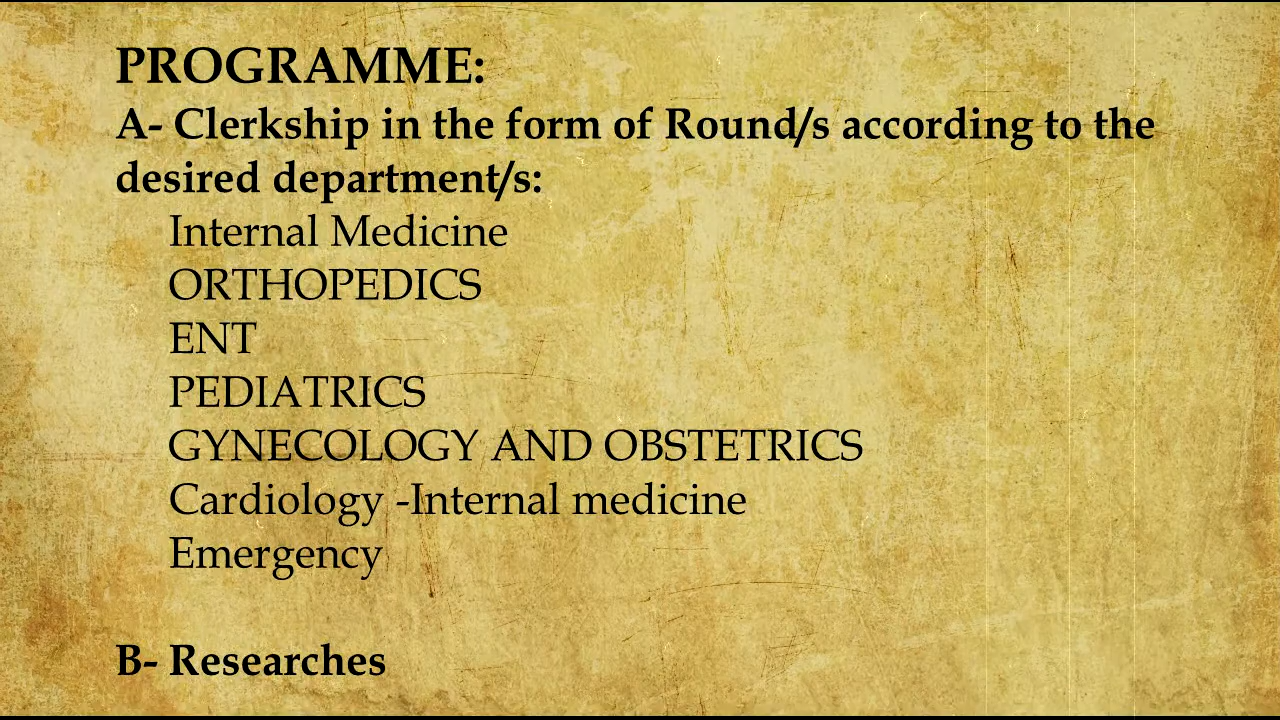 PROGRAMME:
A- Clerkship in the form of Round/s according to the
desired department/s:
Internal Medicine
ORTHOPEDICS
ENT
PEDIATRICS
GYNECOLOGY AND OBSTETRICS
Cardiology -Internal medicine
Emergency
B- Researches